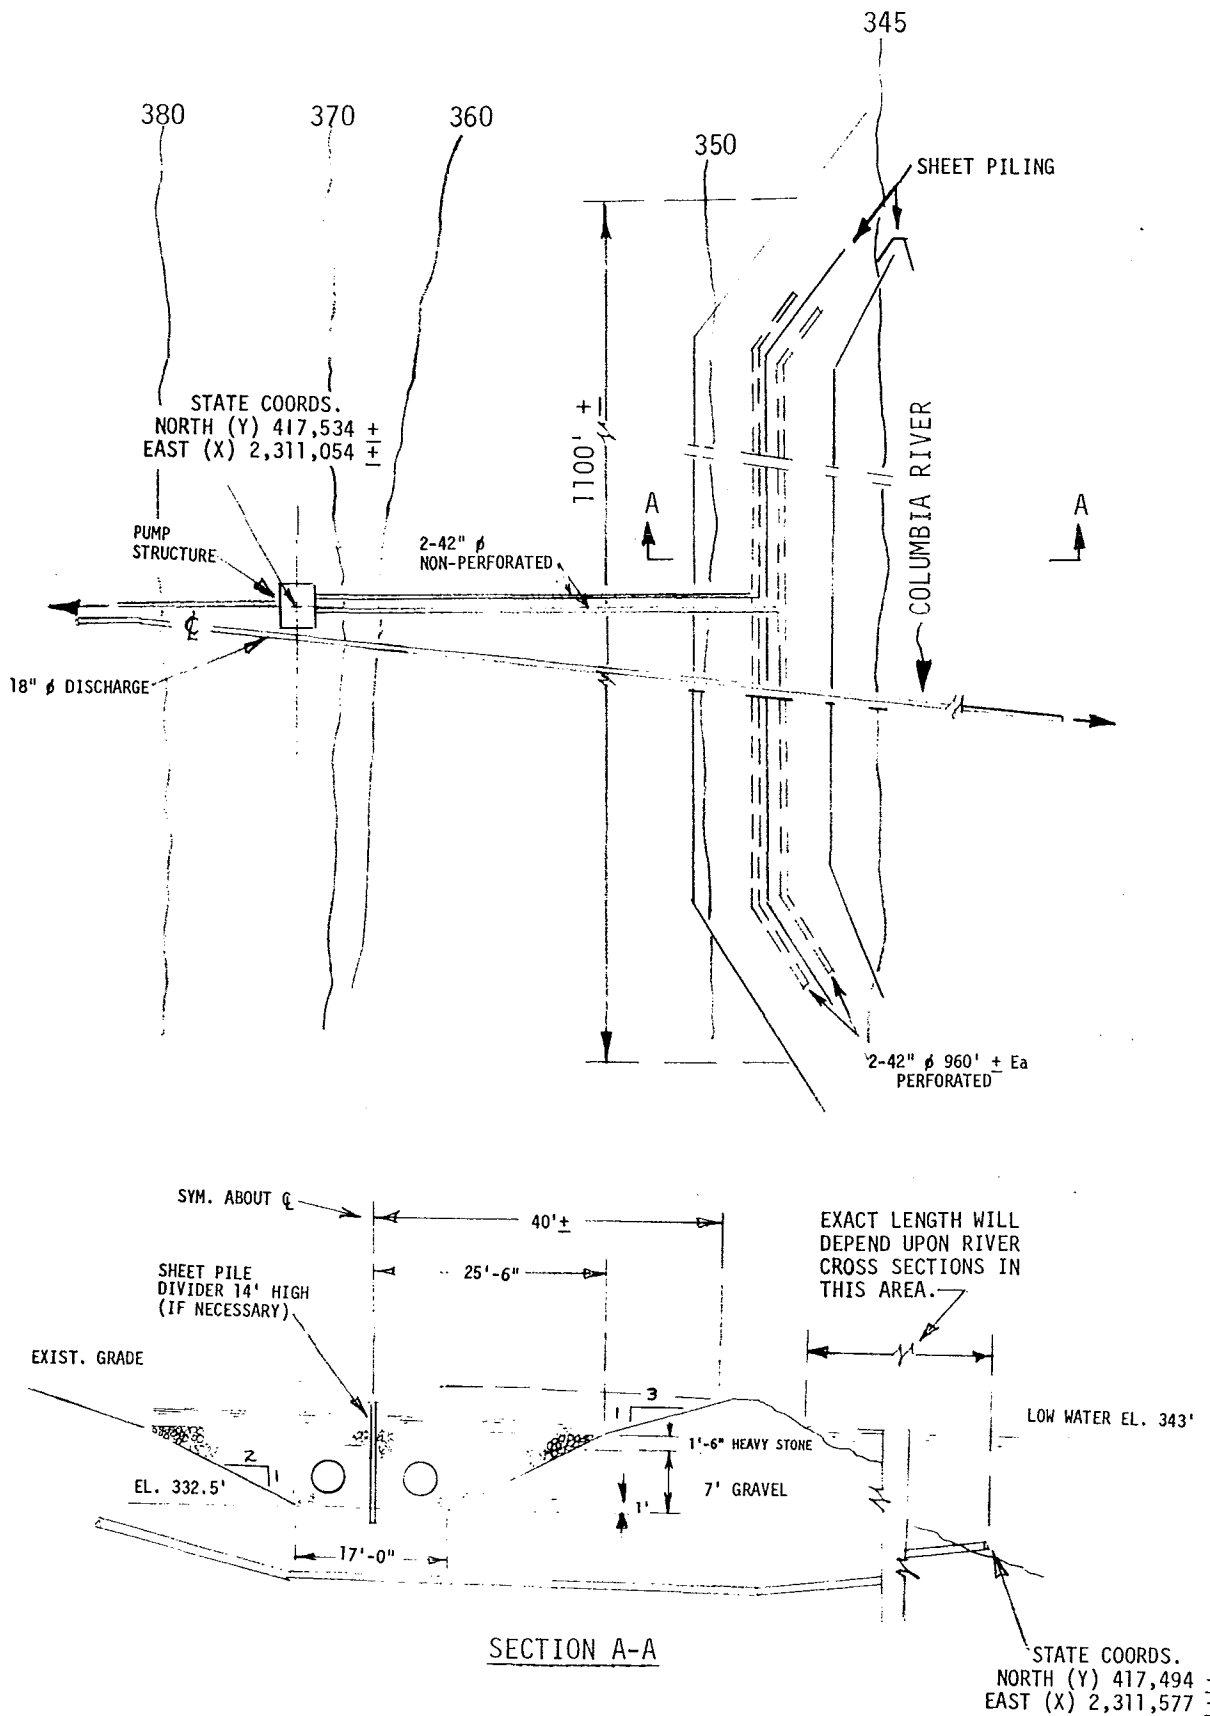 345
380
370
360
350
SHEET PILING
STATE COORDS.
NORTH (Y) 417,534 ±
EAST (X) 2,311,054 ±
1100' ±
COLUMBIA RIVER
A
A
PUMP
STRUCTURE
2-42" ø
NON-PERFORATED
℄
18" ø DISCHARGE
2-42" ø 960' ± Ea
PERFORATED
SYM. ABOUT ℄
40'±
25'-6"
EXACT LENGTH WILL
DEPEND UPON RIVER
CROSS SECTIONS IN
THIS AREA.
SHEET PILE
DIVIDER 14' HIGH
(IF NECESSARY)
EXIST. GRADE
3
1
LOW WATER EL. 343'
1'-6" HEAVY STONE
2
1
EL. 332.5'
7' GRAVEL
1'
17'-0"
SECTION A-A
STATE COORDS.
NORTH (Y) 417,494 ±
EAST (X) 2,311,577 ±